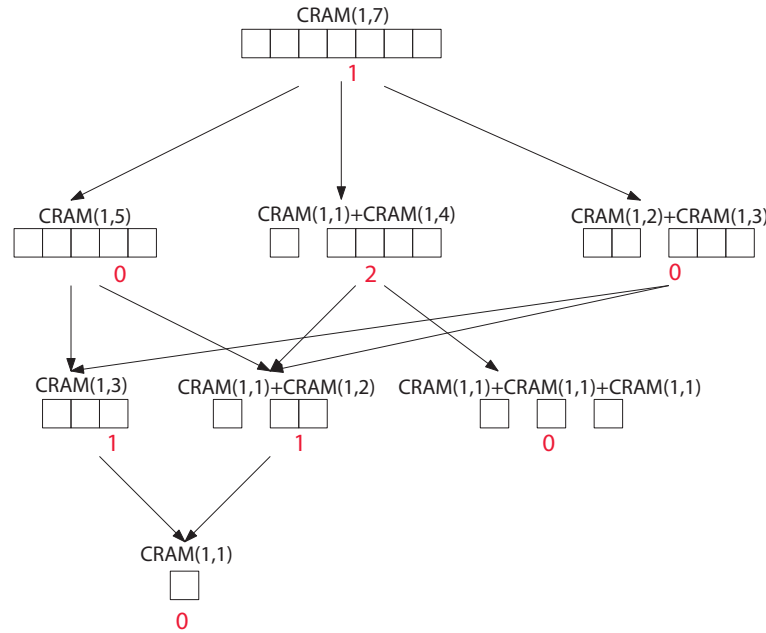 CRAM(1,7)
1
CRAM(1,5)
CRAM(1,1)+CRAM(1,4)
CRAM(1,2)+CRAM(1,3)
0
2
0
CRAM(1,3)
CRAM(1,1)+CRAM(1,2)
CRAM(1,1)+CRAM(1,1)+CRAM(1,1)
1
1
0
CRAM(1,1)
0